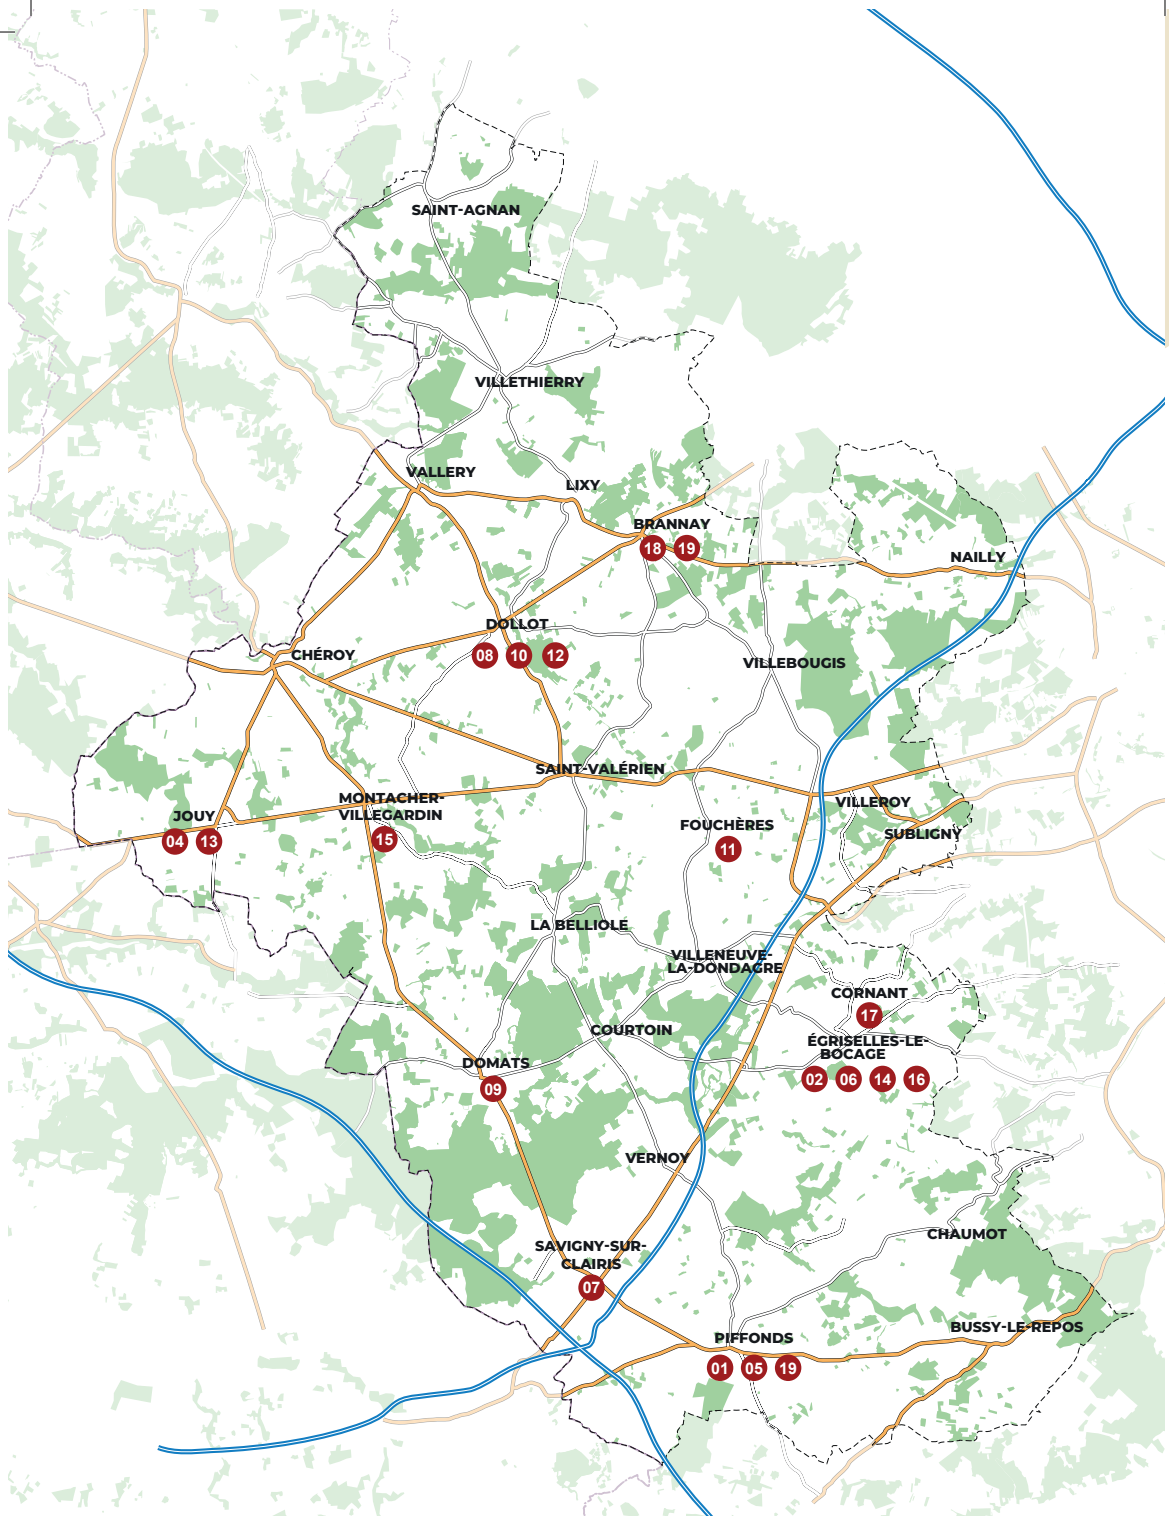 SAINT-AGNAN
VILLETHIERRY
VALLERY
LIXY
BRANNAY
18 19
NAILLY
DOLLOT
08 10 12
CHÉROY
VILLEBOUGIS
SAINT-VALÉRIEN
MONTACHER-
VILLEGARDIN
15
JOUY
04 13
VILLEROY
SUBLIGNY
FOUCHÈRES
11
LA BELLIOLE
VILLENEUVE-
LA-DONDAGRE
CORNANT
17
COURTOIN
ÉGRISELLES-LE-
BOCAGE
02 06 14 16
DOMATS
09
VERNOY
CHAUMOT
SAVIGNY-SUR-
CLAIRIS
07
PIFFONDS
01 05 19
BUSSY-LE-REPOS